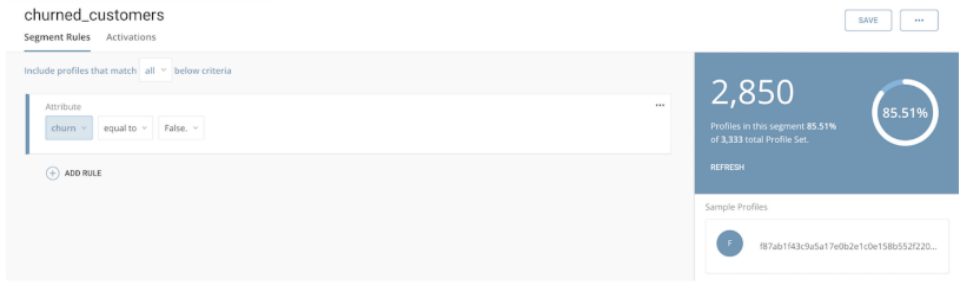 churned_customers
SAVE
...
Segment Rules Activations
Include profiles that match all below criteria
Attribute
...
churn equal to False.
ADD RULE
2,850
85.51%
Profiles in this segment 85.51%
of 3,333 total Profile Set.
REFRESH
Sample Profiles
F
f87ab1f43c9a5a17e0b2e1c0e158b552f220...